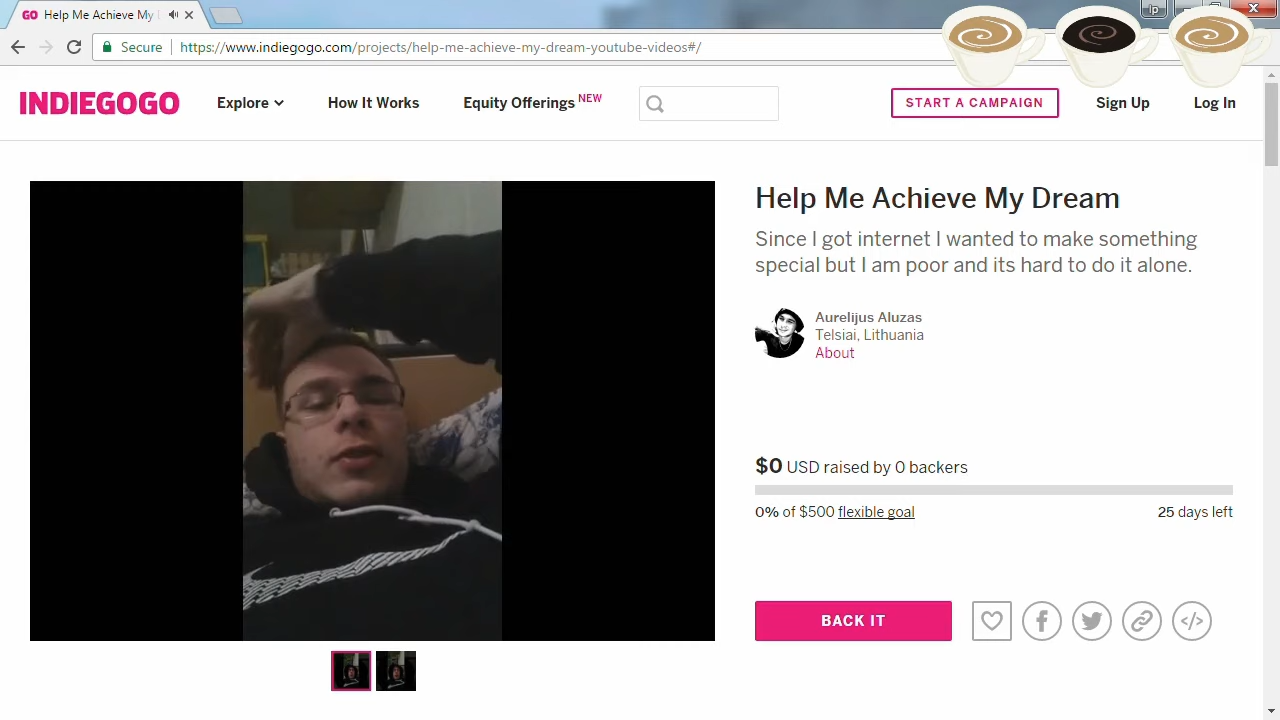 GO Help Me Achieve My
lp
Secure
https://www.indiegogo.com/projects/help-me-achieve-my-dream-youtube-videos#/
INDIEGOGO
Explore
How It Works
Equity Offerings NEW
START A CAMPAIGN
Sign Up
Log In
Help Me Achieve My Dream
Since I got internet I wanted to make something
special but I am poor and its hard to do it alone.
Aurelijus Aluzas
Telsiai, Lithuania
About
$0 USD raised by 0 backers
0% of $500 flexible goal
25 days left
BACK IT